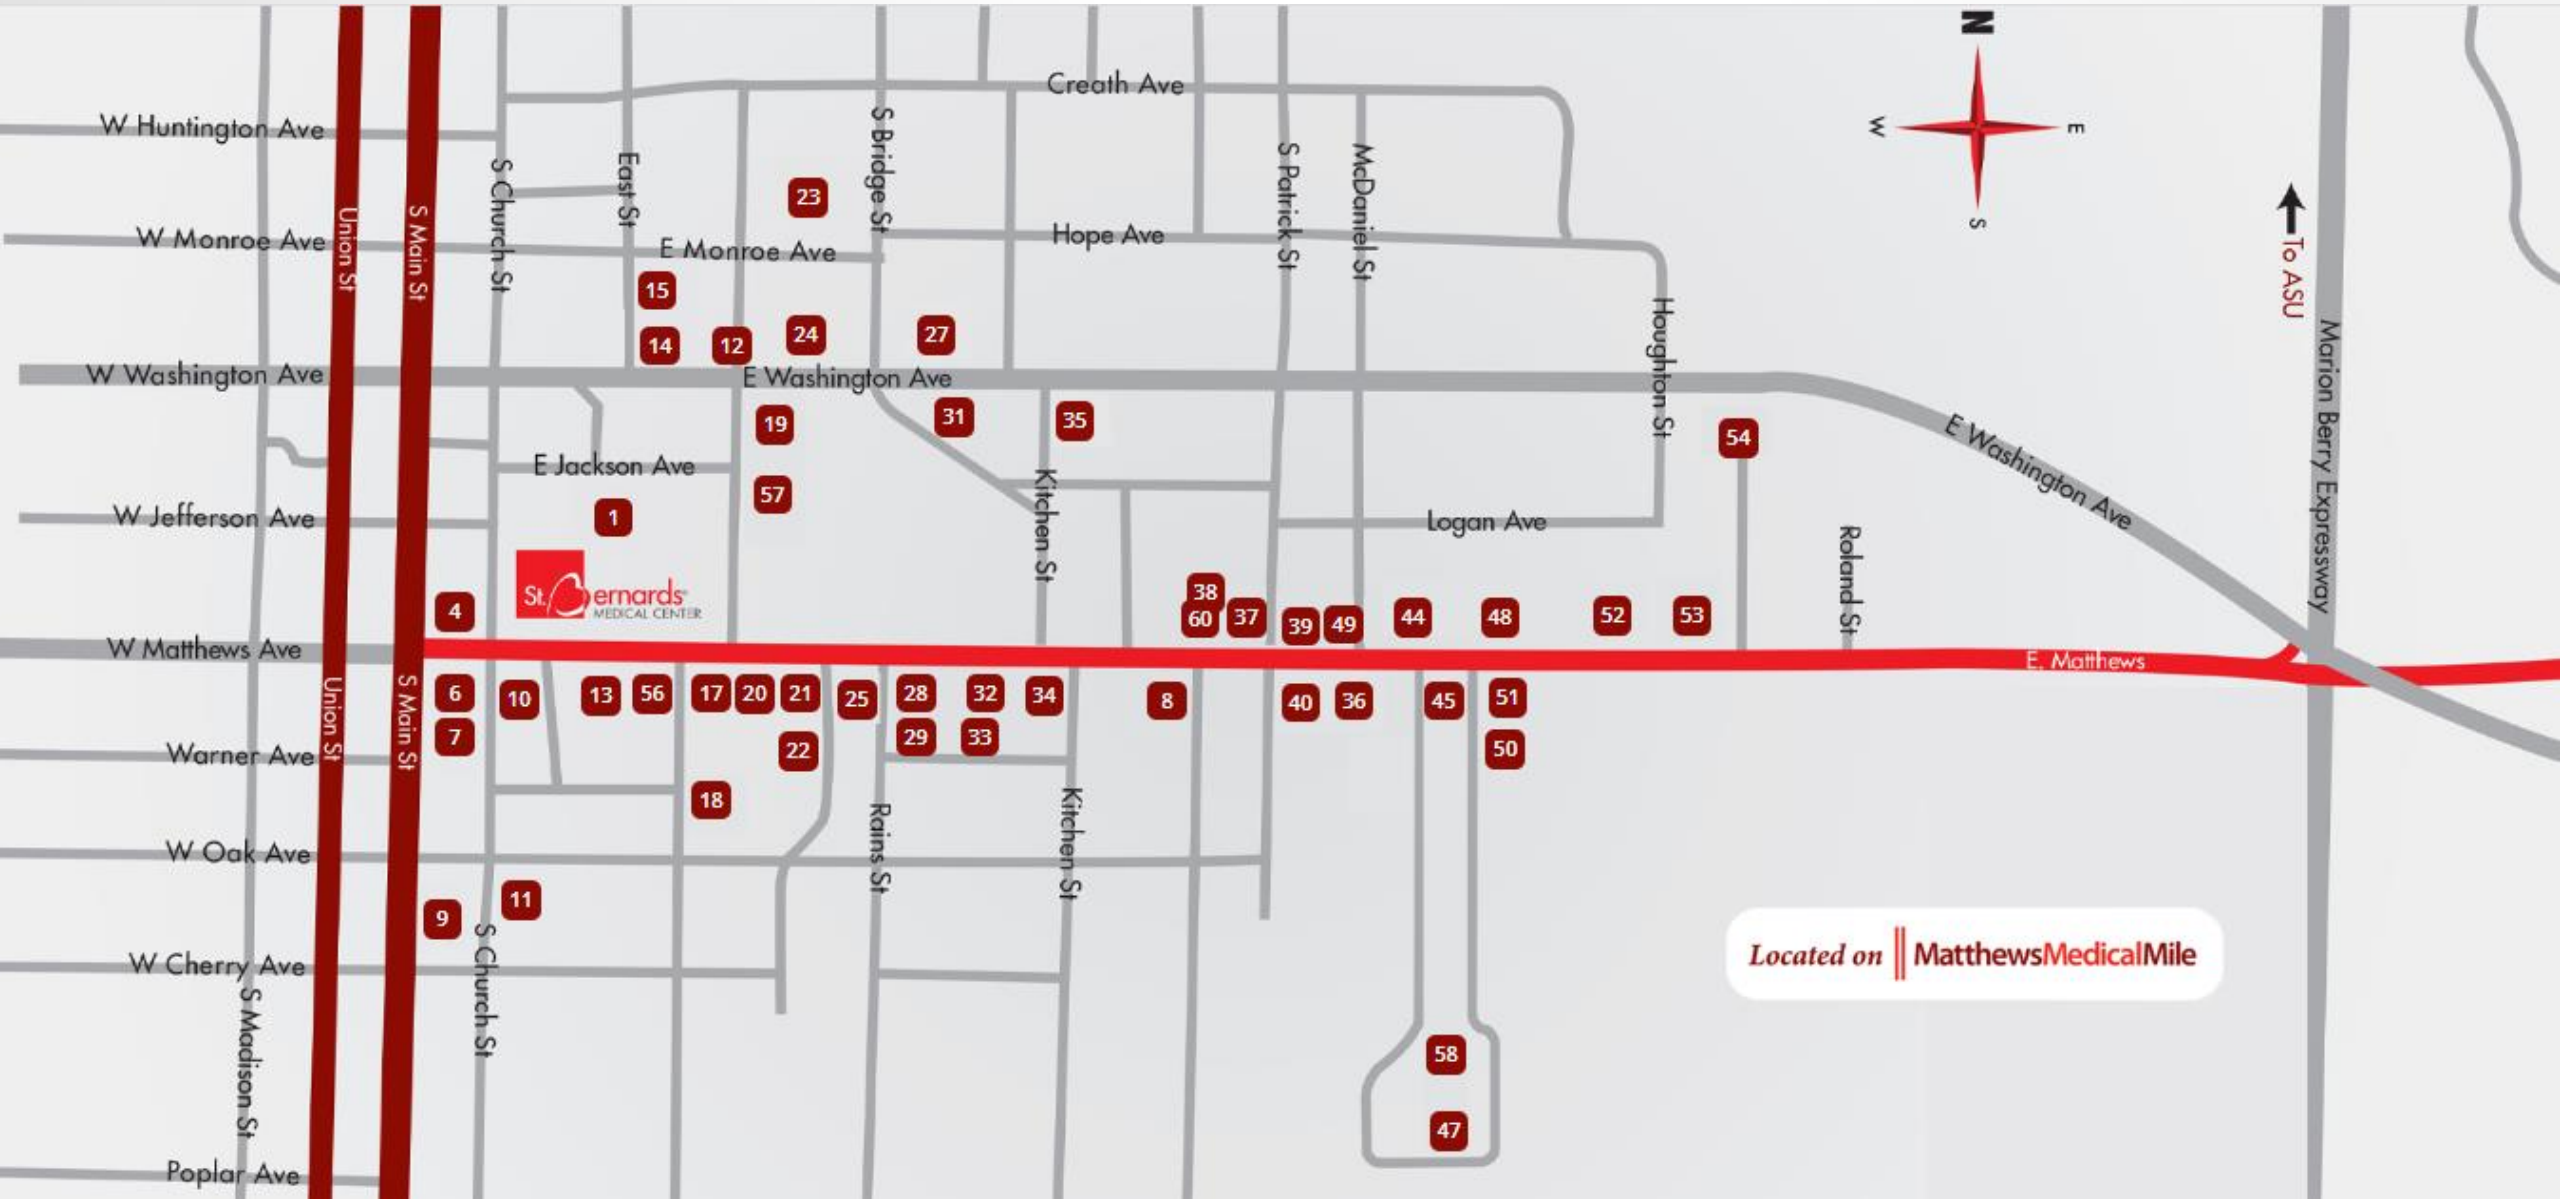 N
Creath Ave
W Huntington Ave
W
E
S Bridge St
S Church St
East St
S Patrick St
McDaniel St
23
Union St
S Main St
S
W Monroe Ave
E Monroe Ave
Hope Ave
To ASU
15
Houghton St
14
12
24
27
Marion Berry Expressway
W Washington Ave
E Washington Ave
19
31
35
54
E Washington Ave
E Jackson Ave
57
Kitchen St
1
W Jefferson Ave
Logan Ave
Roland St
St. Bernards
MEDICAL CENTER
4
38
60
37
39
49
44
48
52
53
W Matthews Ave
E. Matthews
Union St
S Main St
6
10
13
56
17
20
21
25
28
32
34
8
40
36
45
51
7
22
29
33
50
Warner Ave
18
Rains St
Kitchen St
W Oak Ave
11
9
S Church St
Located on MatthewsMedicalMile
W Cherry Ave
S Madison St
58
47
Poplar Ave